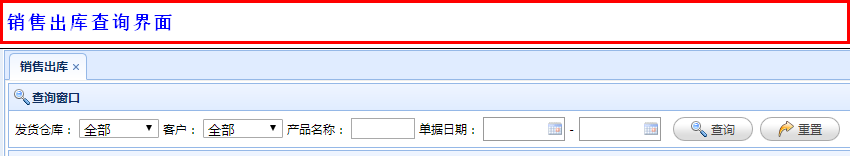 销售出库查询界面
销售出库
查询窗口
发货仓库： 全部 客户： 全部 产品名称： 单据日期： - 查询 重置